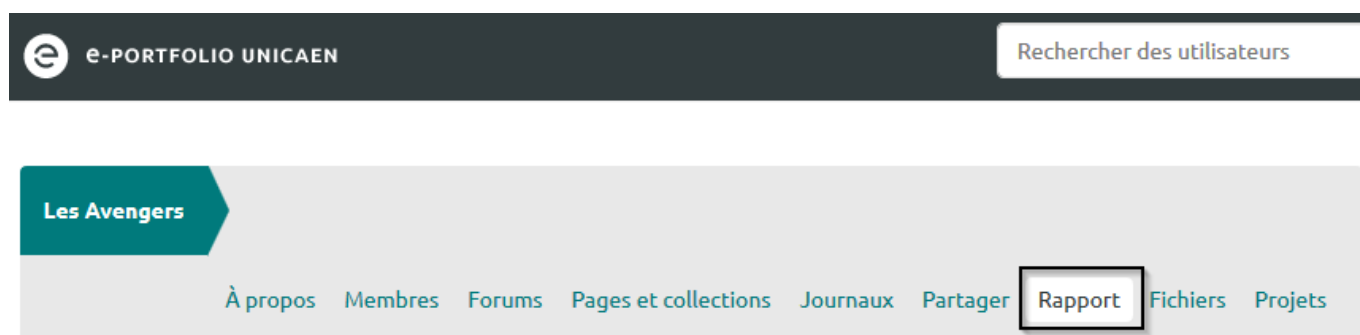 e-PORTFOLIO UNICAEN
Rechercher des utilisateurs
Les Avengers
À propos Membres Forums Pages et collections Journaux Partager Rapport Fichiers Projets